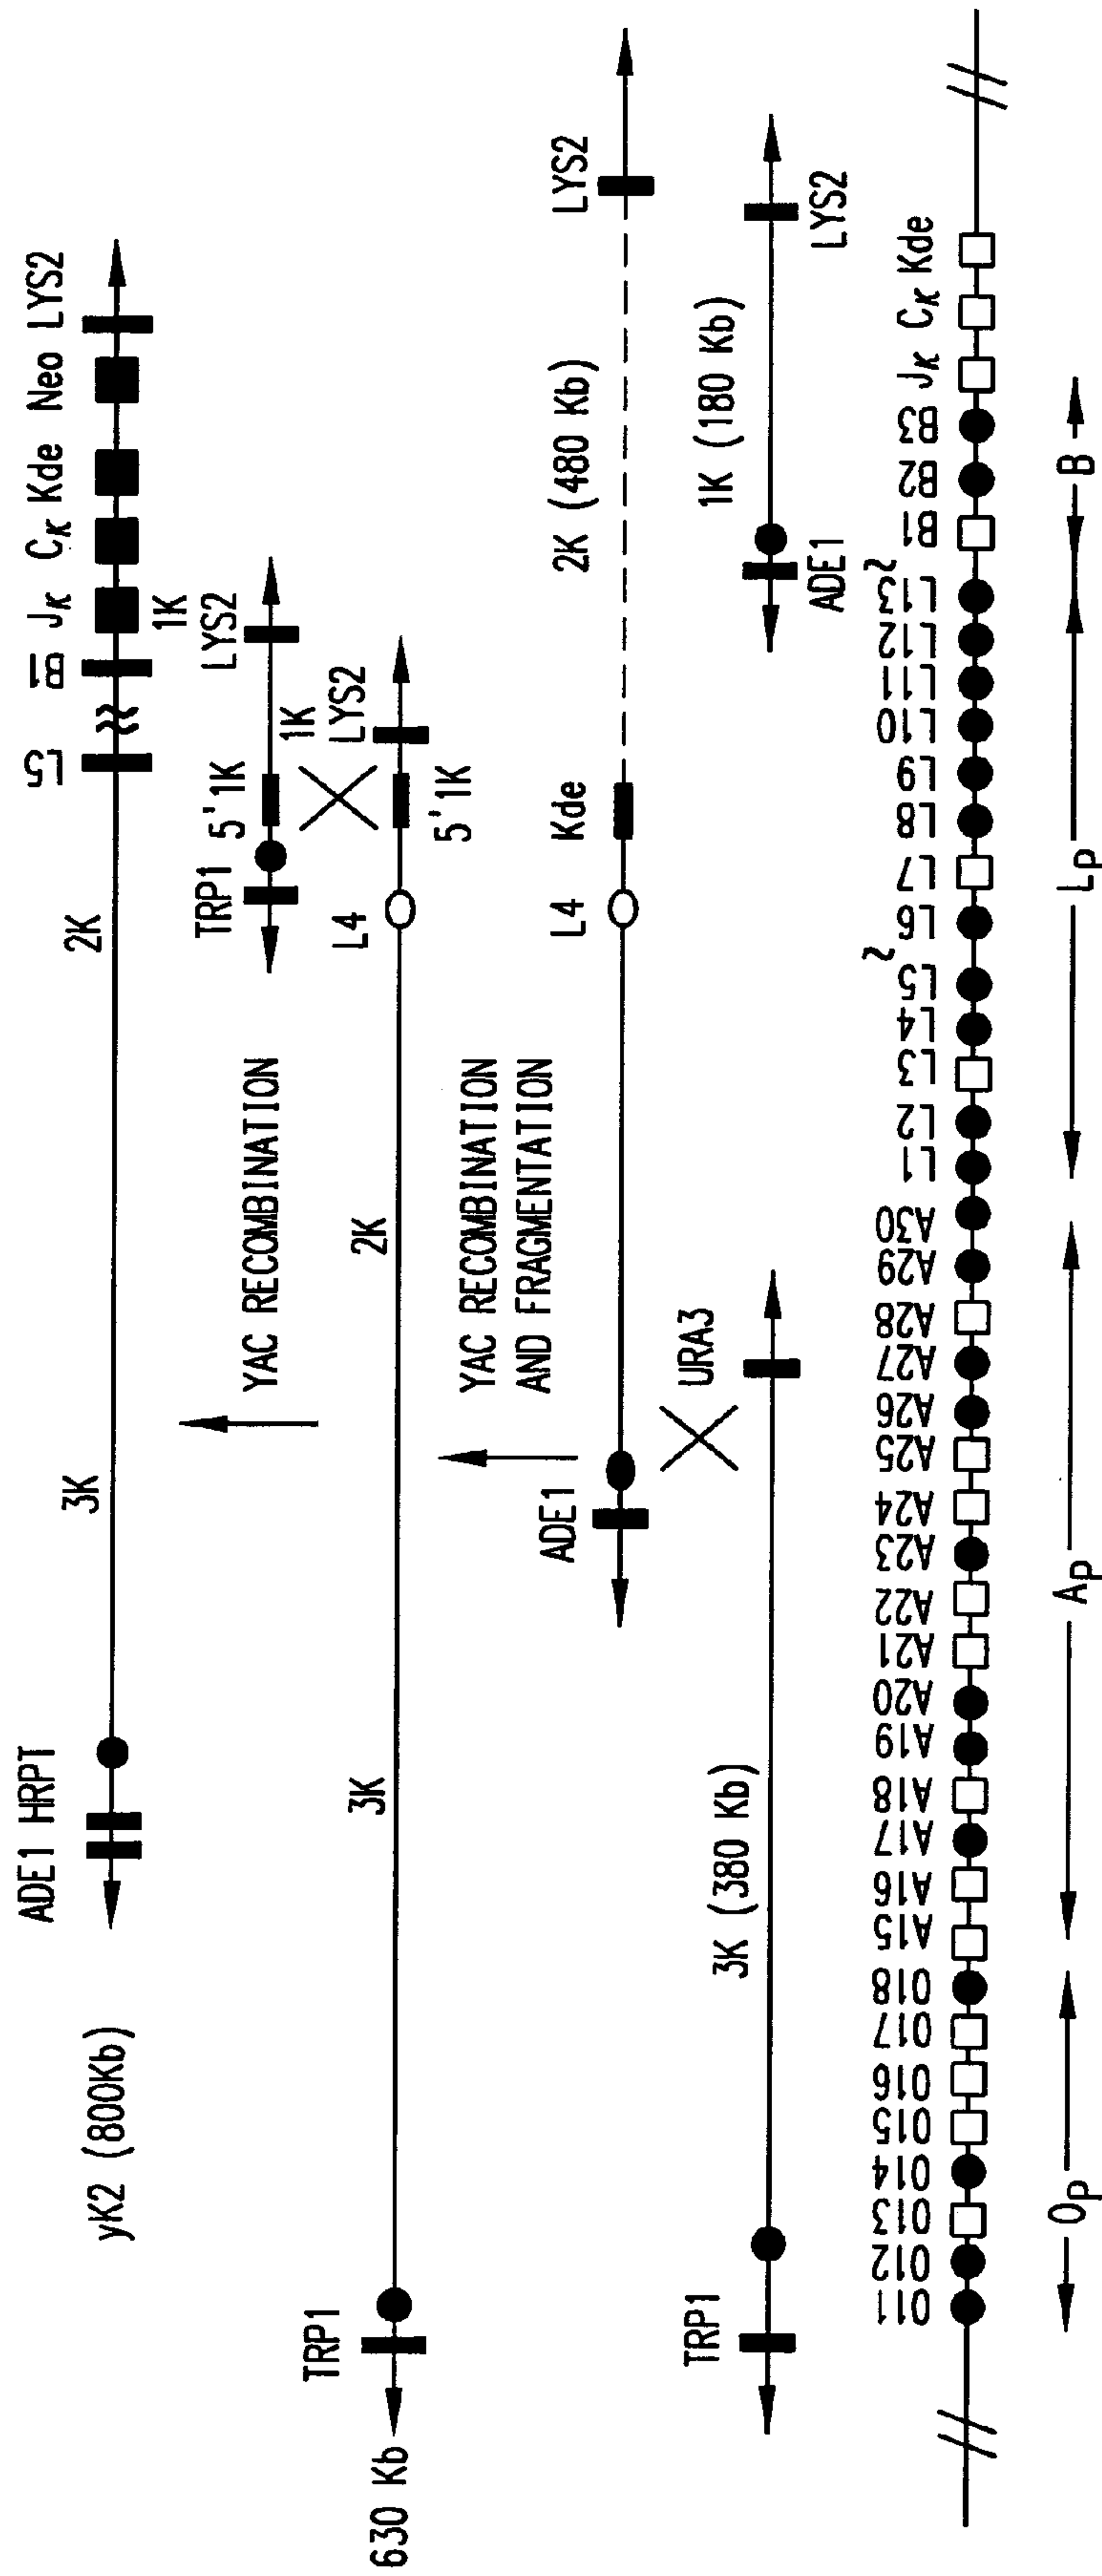 ADE1 HRPT L5 B1 Jκ Cκ Kde Neo LYS2
yK2 (800Kb) 3K 2K
1K
TRP1 5'1K LYS2
YAC RECOMBINATION
1K
TRP1 L4 LYS2
3K 2K
630 Kb
5'1K
YAC RECOMBINATION
AND FRAGMENTATION
ADE1 L4 Kde LYS2
2K (480 Kb)
TRP1 URA3
3K (380 Kb) 1K (180 Kb)
ADE1 LYS2
O11 O12 O13 O14 O15 O16 O17 O18 A15 A16 A17 A18 A19 A20 A21 A22 A23 A24 A25 A26 A27 A28 A29 A30 L1 L2 L3 L4 L5~ L6 L7 L8 L9 L10 L11 L12 L13~ B1 B2 B3 Jκ Cκ Kde
Op Ap Lp B